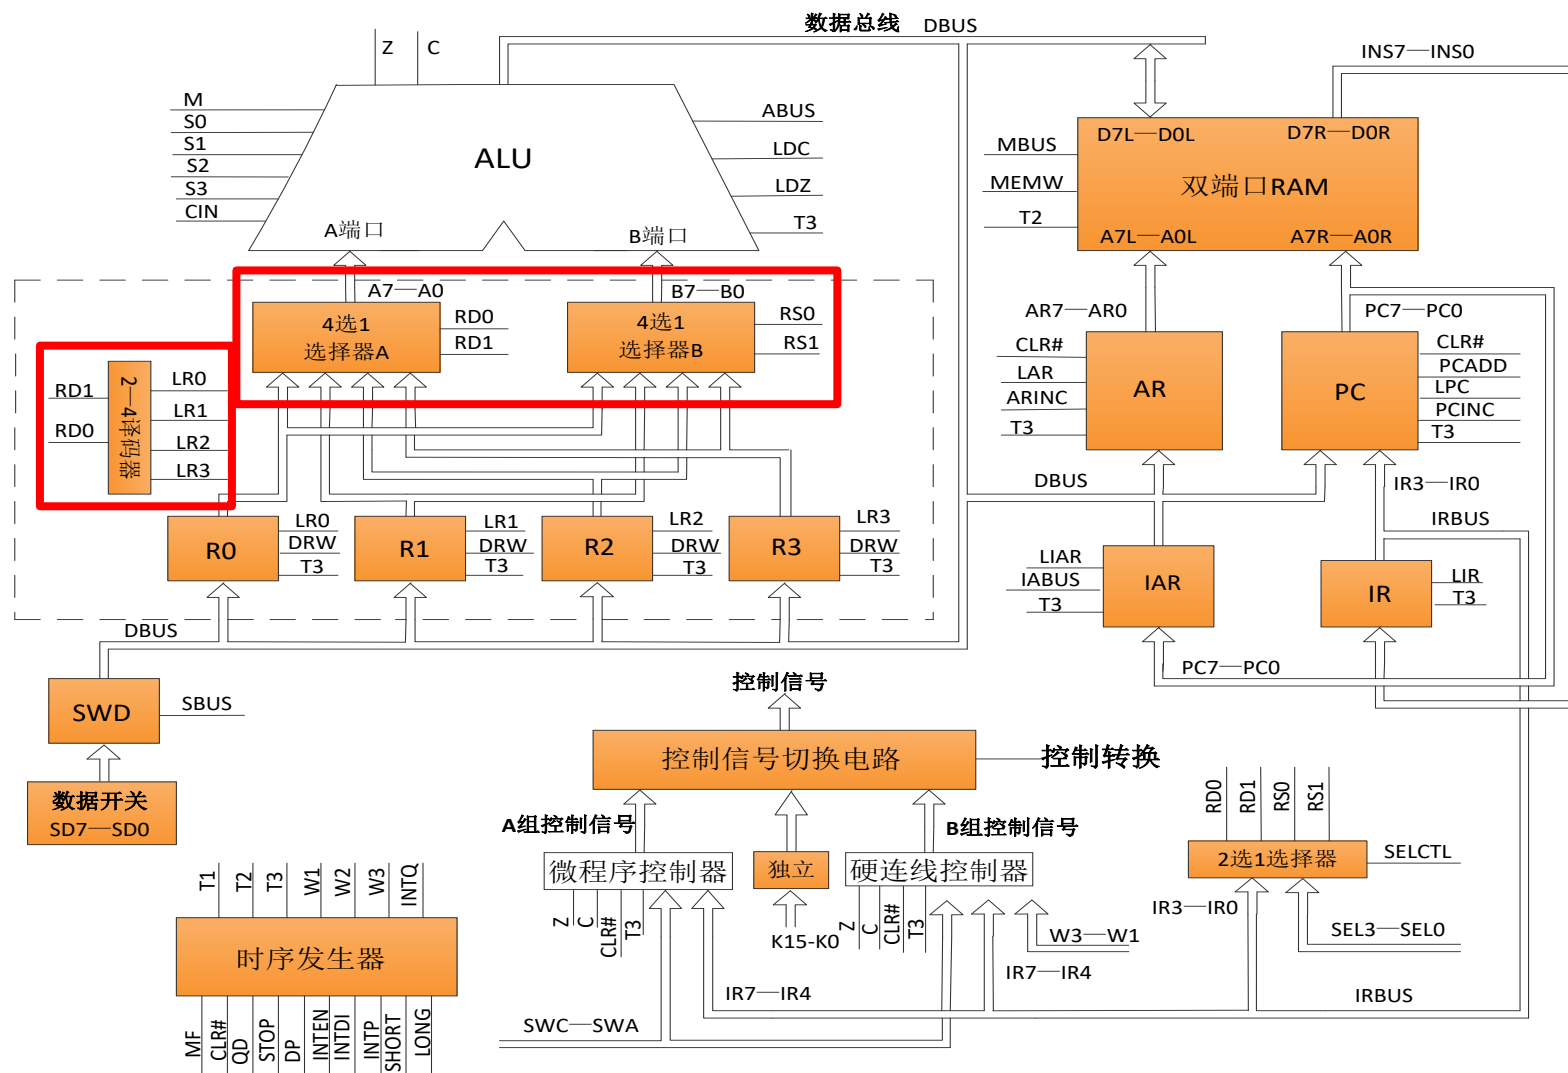 数据总线 DBUS
Z
C
INS7—INS0
M
S0
S1
S2
S3
CIN
ALU
ABUS
LDC
LDZ
T3
A端口
B端口
MBUS
MEMW
T2
D7L—D0L
D7R—D0R
双端口RAM
A7L—A0L
A7R—A0R
A7—A0
B7—B0
4选1
选择器A
RD0
RD1
4选1
选择器B
RS0
RS1
RD1
RD0
2—4译码器
LR0
LR1
LR2
LR3
AR7—AR0
PC7—PC0
CLR#
LAR
ARINC
T3
AR
PC
CLR#
PCADD
LPC
PCINC
T3
DBUS
IR3—IR0
IRBUS
R0
LR0
DRW
T3
R1
LR1
DRW
T3
R2
LR2
DRW
T3
R3
LR3
DRW
T3
LIAR
IABUS
T3
IAR
IR
LIR
T3
DBUS
PC7—PC0
SWD
SBUS
数据开关
SD7—SD0
控制信号
控制信号切换电路
控制转换
A组控制信号
B组控制信号
微程序控制器
独立
硬连线控制器
Z
C
CLR#
T3
K15-K0
Z
C
CLR#
T3
W3—W1
RD0
RD1
RS0
RS1
2选1选择器
SELCTL
IR3—IR0
SEL3—SEL0
IR7—IR4
IR7—IR4
IRBUS
SWC—SWA
T1
T2
T3
W1
W2
W3
INTQ
时序发生器
MF
CLR#
QD
STOP
DP
INTEN
INTDI
INTP
SHORT
LONG